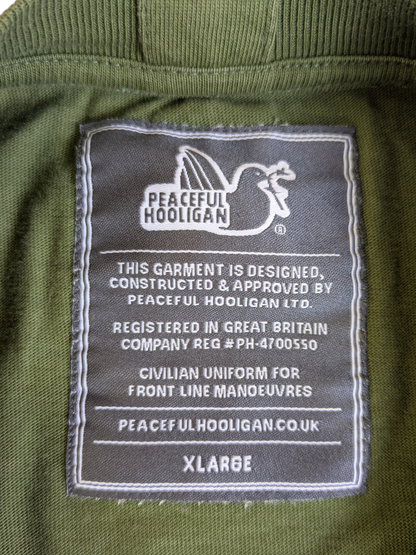 PEACEFUL
HOOLIGAN
®
THIS GARMENT IS DESIGNED,
CONSTRUCTED & APPROVED BY
PEACEFUL HOOLIGAN LTD.
REGISTERED IN GREAT BRITAIN
COMPANY REG # PH-4700550
CIVILIAN UNIFORM FOR
FRONT LINE MANOEUVRES
PEACEFULHOOLIGAN.CO.UK
XLARGE